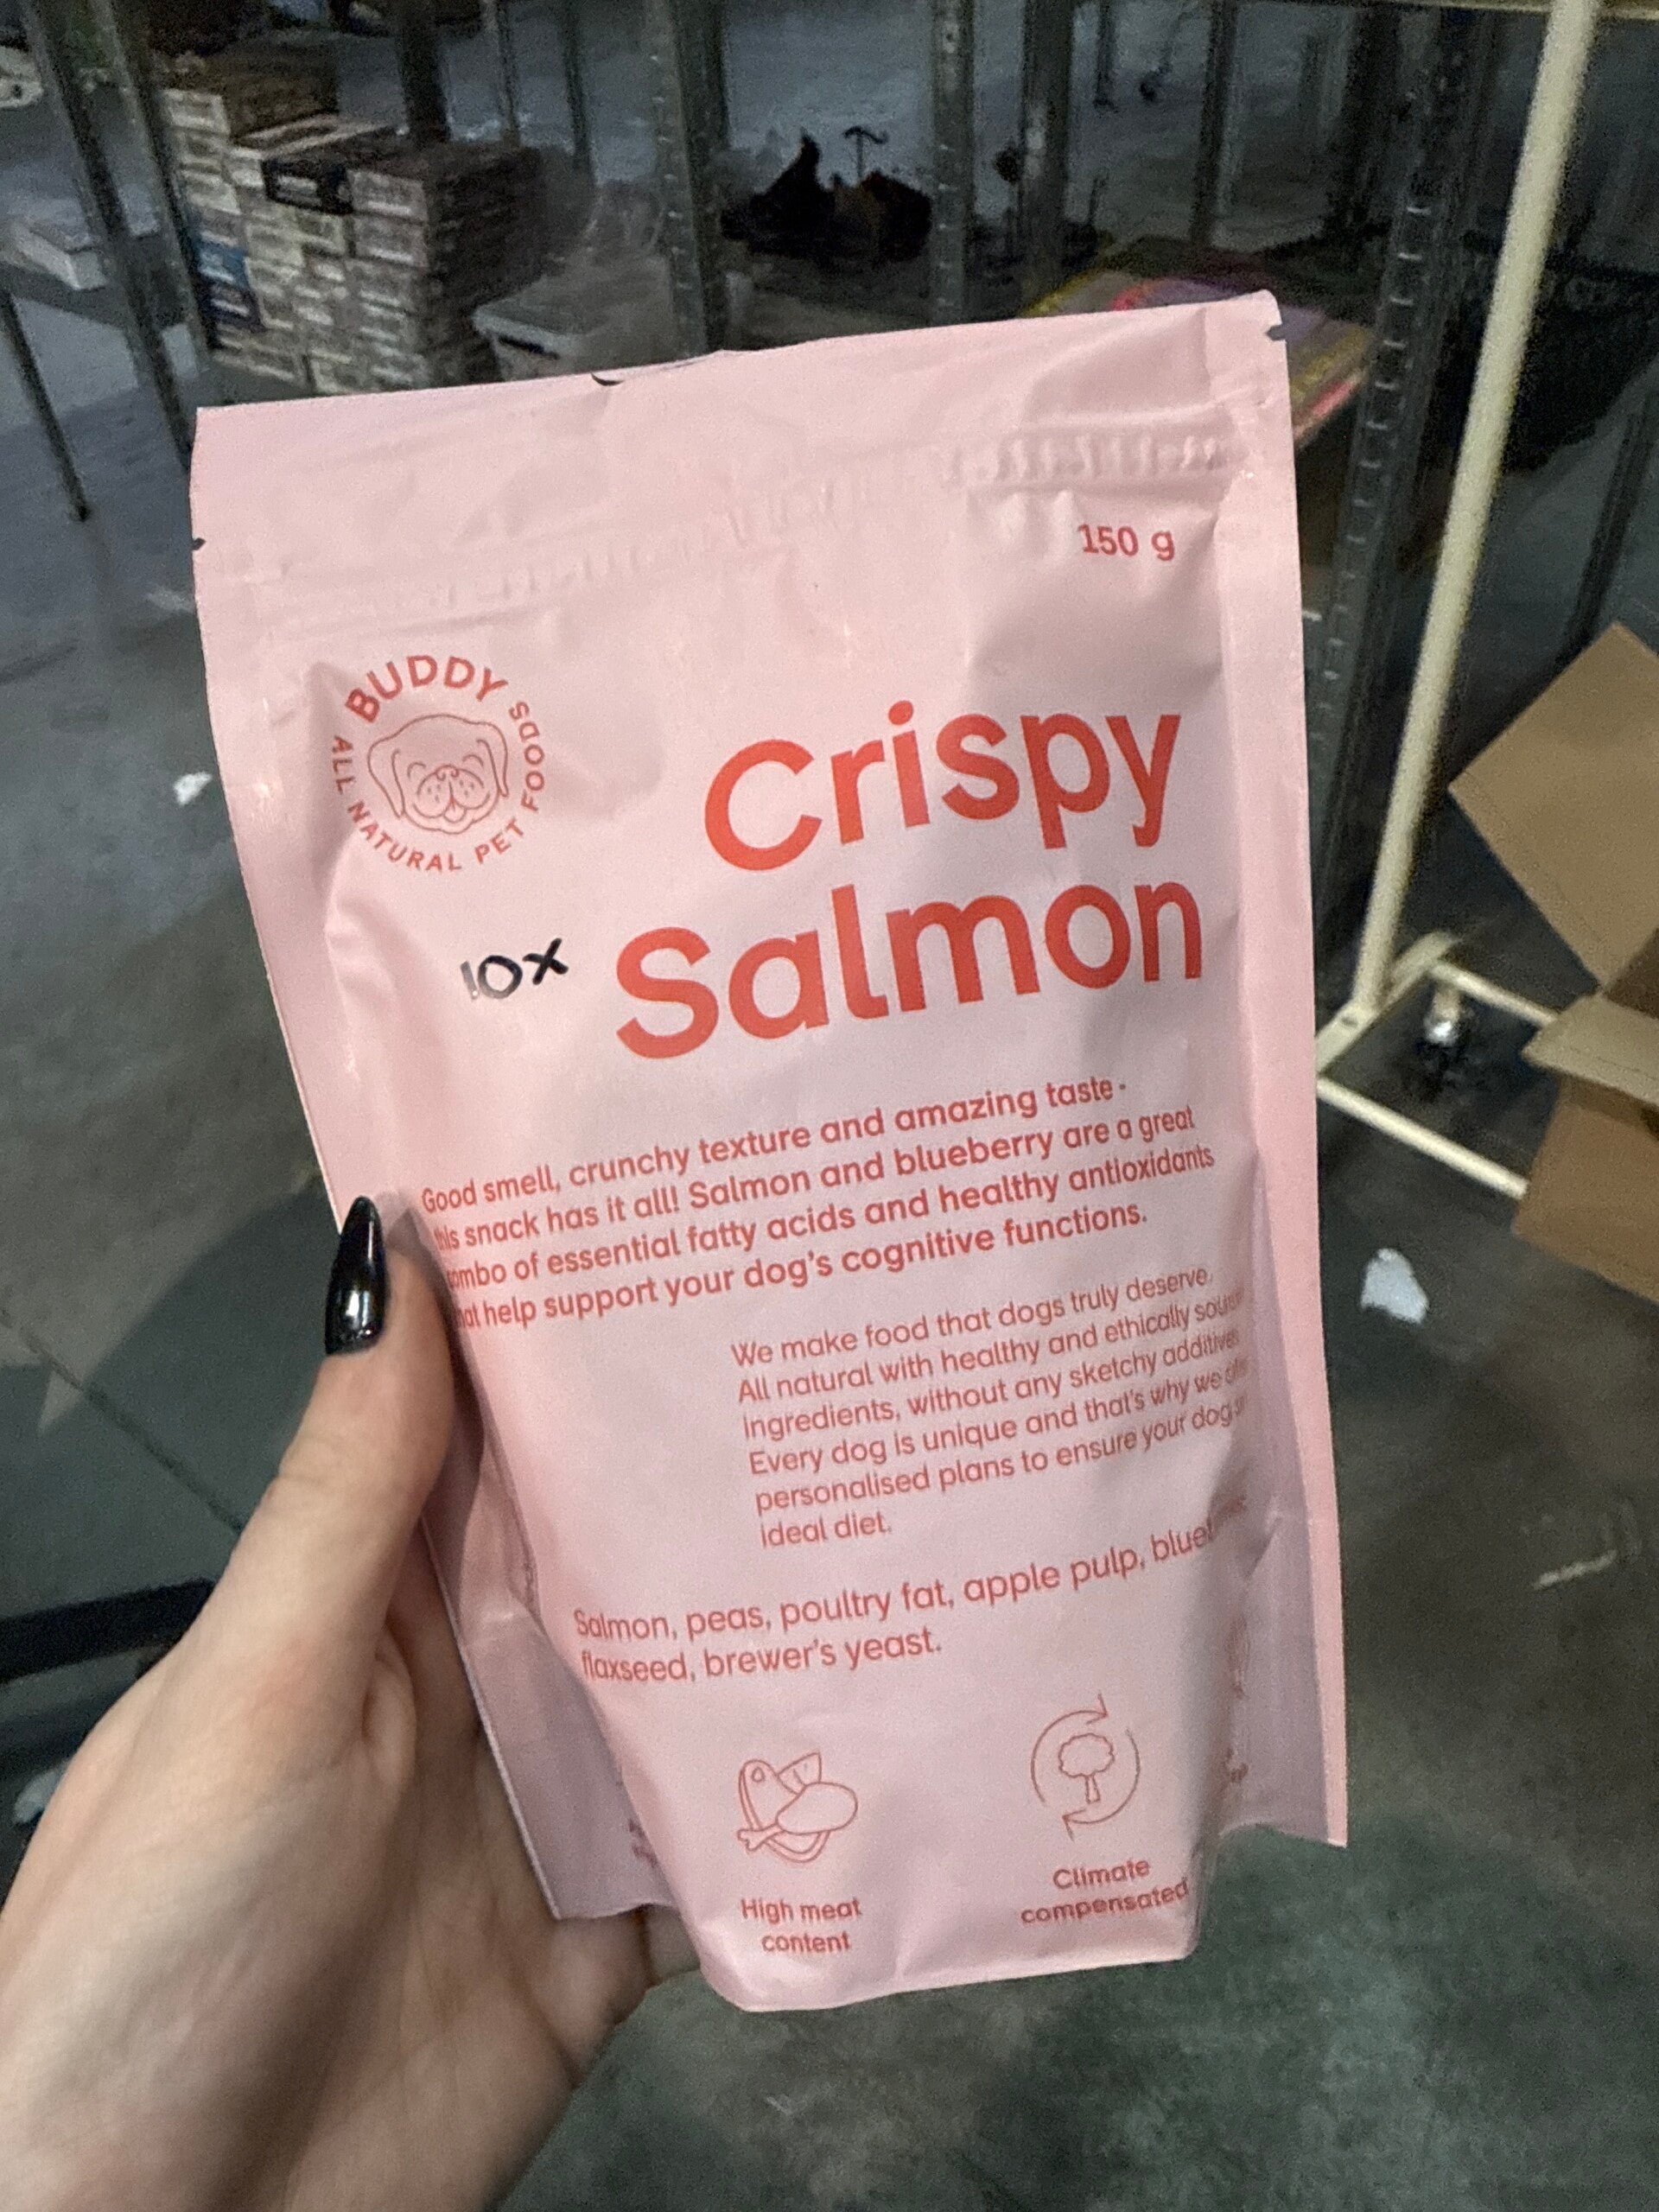 150 g
BUDDY
ALL NATURAL PET FOODS
Crispy
10x Salmon
Good smell, crunchy texture and amazing taste -
this snack has it all! Salmon and blueberry are a great
combo of essential fatty acids and healthy antioxidants
that help support your dog's cognitive functions.
We make food that dogs truly deserve.
All natural with healthy and ethically
ingredients, without any sketchy additives
Every dog is unique and that's why we
personalised plans to ensure your dog
ideal diet.
Salmon, peas, poultry fat, apple pulp,
flaxseed, brewer's yeast.
High meat
content
Climate
compensated